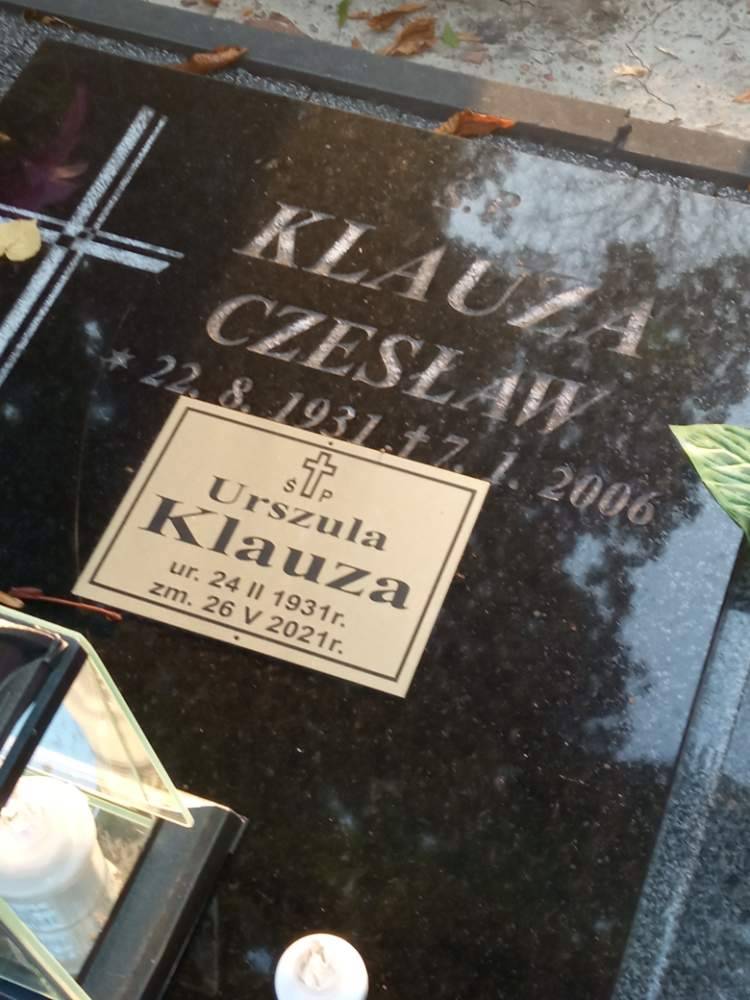 Ś.P.
KLAUZA
CZESŁAW
* 22. 8. 1931. † 7. 1. 2006
Ś P
Urszula
Klauza
ur. 24 II 1931r.
zm. 26 V 2021r.